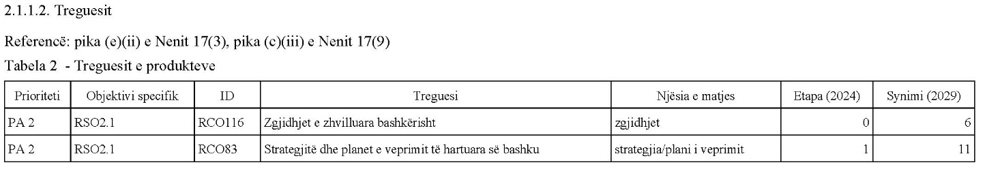 2.1.1.2. Treguesit
Referencë: pika (e)(ii) e Nenit 17(3), pika (c)(iii) e Nenit 17(9)
Tabela 2 - Treguesit e produkteve
Prioriteti Objektivi specifik ID Treguesi Njësia e matjes Etapa (2024) Synimi (2029)
PA 2 RSO2.1 RCO116 Zgjidhjet e zhvilluara bashkërisht zgjidhjet 0 6
PA 2 RSO2.1 RCO83 Strategjitë dhe planet e veprimit të hartuara së bashku strategjia/plani i veprimit 1 11